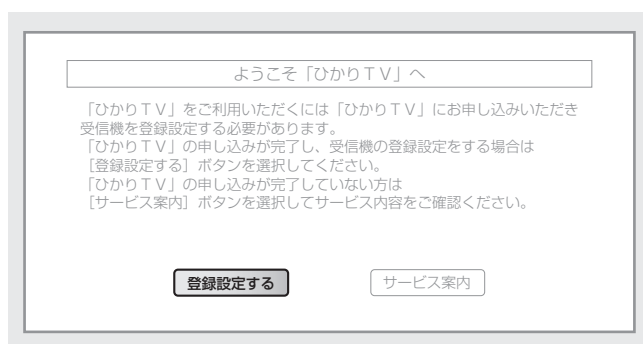 ようこそ「ひかりＴＶ」へ
「ひかりＴＶ」をご利用いただくには「ひかりＴＶ」にお申し込みいただき
受信機を登録設定する必要があります。
「ひかりＴＶ」の申し込みが完了し、受信機の登録設定をする場合は
［登録設定する］ボタンを選択してください。
「ひかりＴＶ」の申し込みが完了していない方は
［サービス案内］ボタンを選択してサービス内容をご確認ください。
登録設定する サービス案内